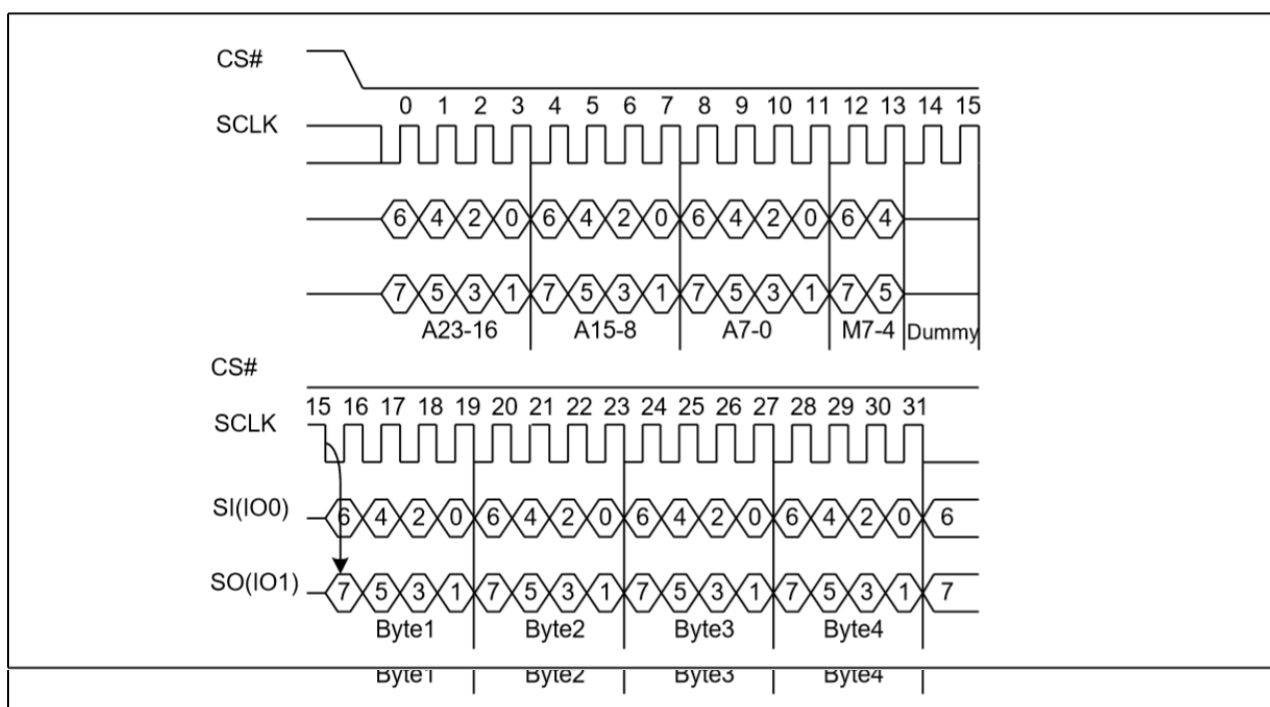 CS#
0 1 2 3 4 5 6 7 8 9 10 11 12 13 14 15
SCLK
6 4 2 0 6 4 2 0 6 4 2 0 6 4
7 5 3 1 7 5 3 1 7 5 3 1 7 5
A23-16 A15-8 A7-0 M7-4 Dummy
CS#
15 16 17 18 19 20 21 22 23 24 25 26 27 28 29 30 31
SCLK
SI(IO0) 6 4 2 0 6 4 2 0 6 4 2 0 6 4 2 0 6
SO(IO1) 7 5 3 1 7 5 3 1 7 5 3 1 7 5 3 1 7
Byte1 Byte2 Byte3 Byte4
Byte1 Byte2 Byte3 Byte4